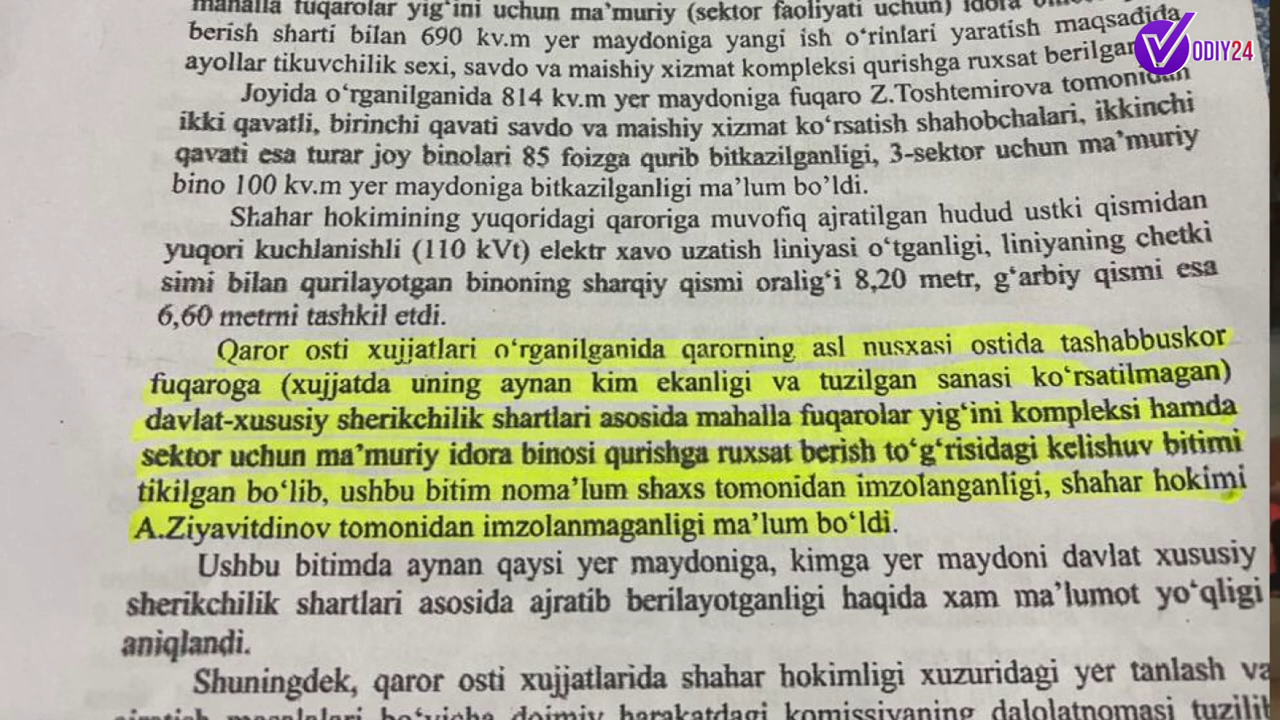 mahalla fuqarolar yig‘ini uchun ma’muriy (sektor faoliyati uchun) idora
berish sharti bilan 690 kv.m yer maydoniga yangi ish o‘rinlari yaratish maqsadida
ayollar tikuvchilik sexi, savdo va maishiy xizmat kompleksi qurishga ruxsat
VODIY24
Joyida o‘rganilganida 814 kv.m yer maydoniga fuqaro Z.Toshtemirova tomonidan
ikki qavatli, birinchi qavati savdo va maishiy xizmat ko‘rsatish shahobchalari, ikkinchi
qavati esa turar joy binolari 85 foizga qurib bitkazilganligi, 3-sektor uchun ma’muriy
bino 100 kv.m yer maydoniga bitkazilganligi ma’lum bo‘ldi.
Shahar hokimining yuqoridagi qaroriga muvofiq ajratilgan hudud ustki qismidan
yuqori kuchlanishli (110 kVt) elektr xavo uzatish liniyasi o‘tganligi, liniyaning chetki
simi bilan qurilayotgan binoning sharqiy qismi oralig‘i 8,20 metr, g‘arbiy qismi esa
6,60 metrni tashkil etdi.
Qaror osti xujjatlari o‘rganilganida qarorning asl nusxasi ostida tashabbuskor
fuqaroga (xujjatda uning aynan kim ekanligi va tuzilgan sanasi ko‘rsatilmagan)
davlat-xususiy sherikchilik shartlari asosida mahalla fuqarolar yig‘ini kompleksi hamda
sektor uchun ma’muriy idora binosi qurishga ruxsat berish to‘g‘risidagi kelishuv bitimi
tikilgan bo‘lib, ushbu bitim noma’lum shaxs tomonidan imzolanganligi, shahar hokimi
A.Ziyavitdinov tomonidan imzolanmaganligi ma’lum bo‘ldi.
Ushbu bitimda aynan qaysi yer maydoniga, kimga yer maydoni davlat xususiy
sherikchilik shartlari asosida ajratib berilayotganligi haqida xam ma’lumot yo‘qligi
aniqlandi.
Shuningdek, qaror osti xujjatlarida shahar hokimligi xuzuridagi yer tanlash va
bo‘yicha doimiy harakatdagi komissiyaning dalolatnomasi